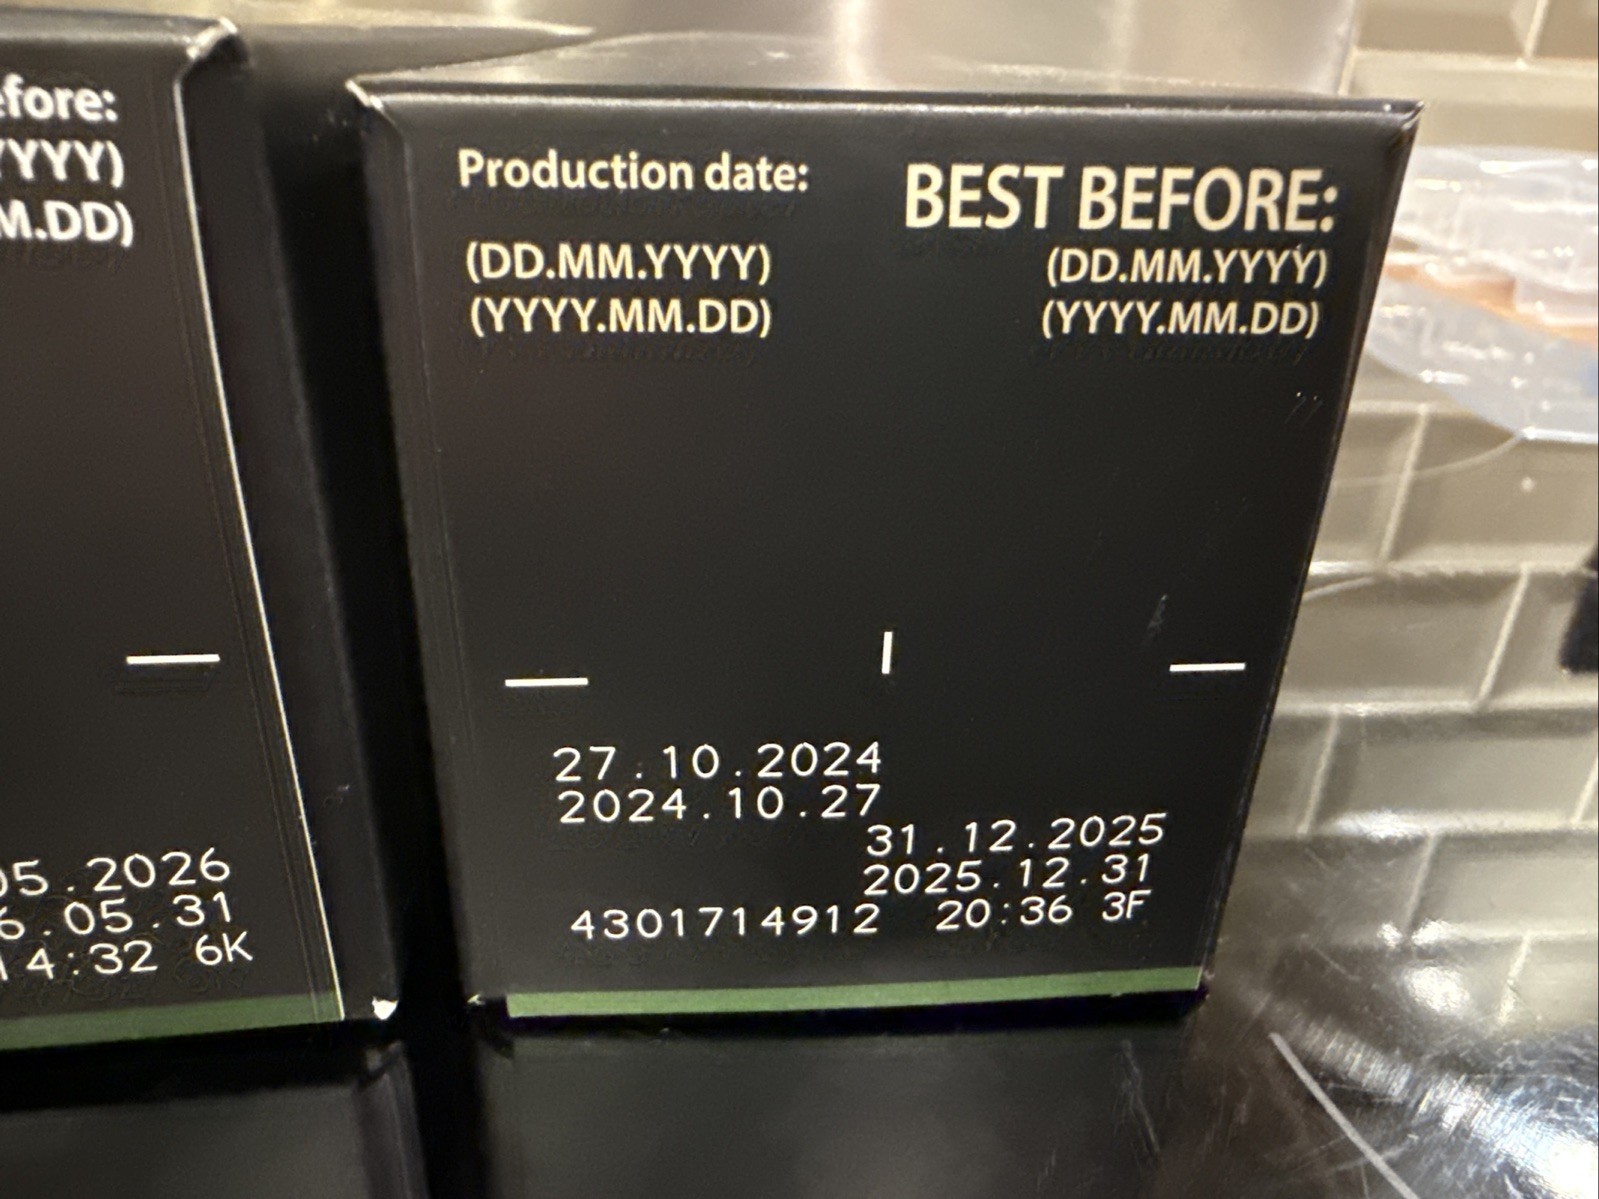 efore:
YYYY)
M.DD)
05.2026
6.05.31
14:32 6K
Production date:
(DD.MM.YYYY)
(YYYY.MM.DD)
BEST BEFORE:
(DD.MM.YYYY)
(YYYY.MM.DD)
27.10.2024
2024.10.27
31.12.2025
2025.12.31
4301714912 20:36 3F